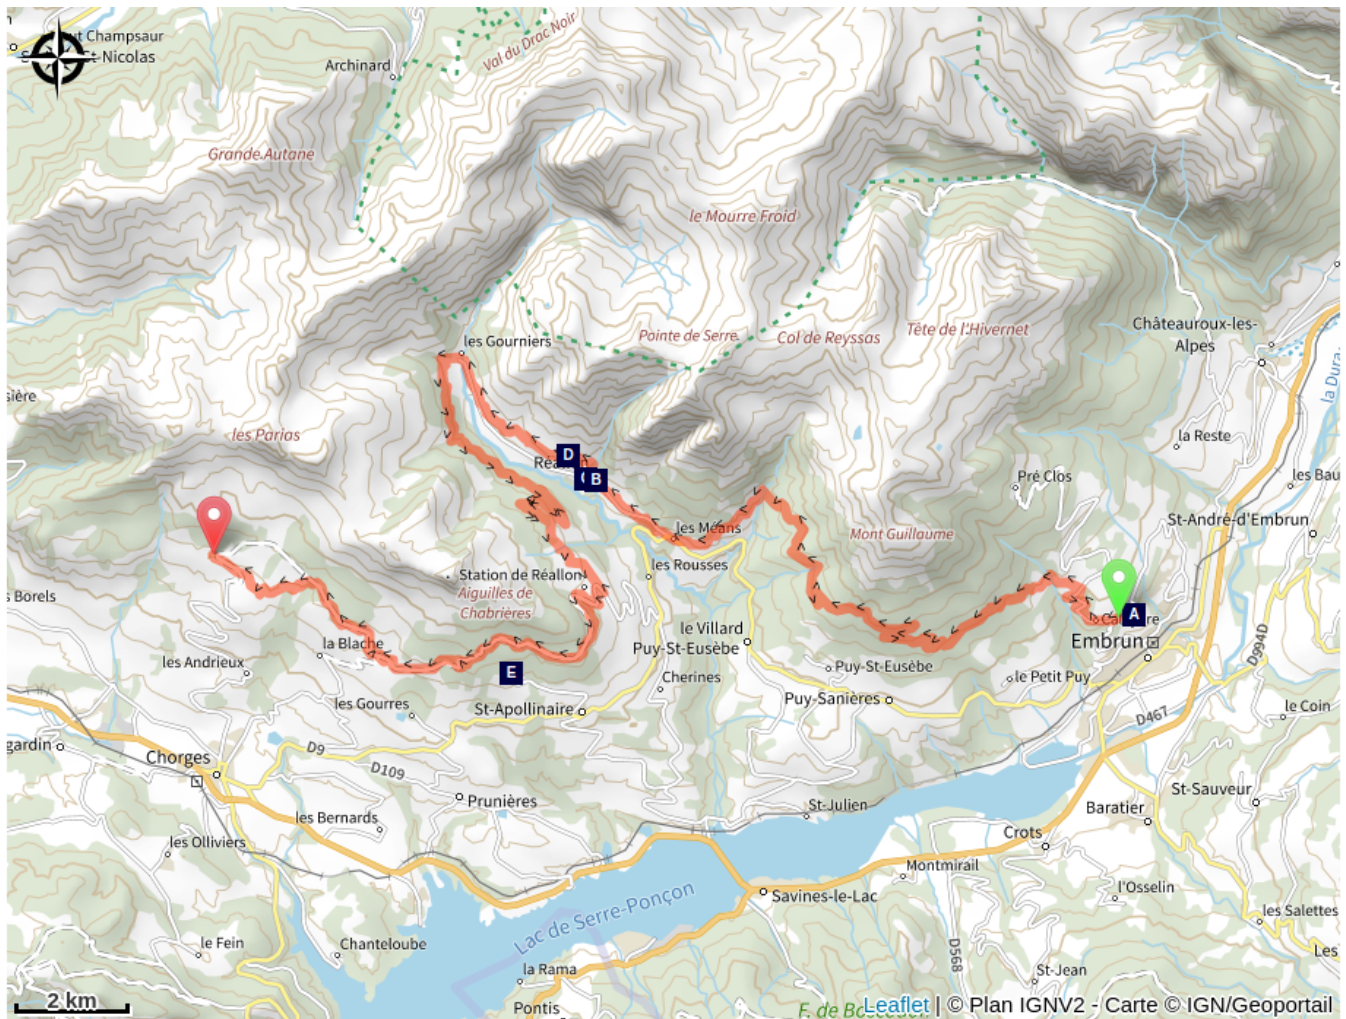 ut Champsaur
St-Nicolas
Archinard
Val du Drac Noir
Grande Autane
le Mourre Froid
les Gourniers
Pointe de Serre
Col de Reyssas
Tête de l'Hivernet
Châteauroux-les-
Alpes
la Dura
sière
les Parias
la Reste
D
Pré Clos
les Bau
B
les Méans
Mont Guillaume
St-André-d'Embrun
les Rousses
Station de Réallon
Aiguilles de
Chabrières
s Borels
A
Embrun
le Villard
Puy-St-Eusèbe
la Blache
les Andrieux
E
Puy-St-Eusèbe
Cherines
le Petit Puy
D994D
les Gourres
St-Apollinaire
Puy-Sanières
D467
le Coin
gardin
D9
Chorges
D109
Prunières
St-Julien
St-Sauveur
Baratier
les Bernards
Crots
les Olliviers
Montmirail
l'Osselin
Savines-le-Lac
Lac de Serre-Ponçon
les Salettes
le Fein
Chanteloube
D568
Les
la Rama
St-Jean
2 km
Pontis
Leaflet | © Plan IGNV2 - Carte © IGN/Geoportail